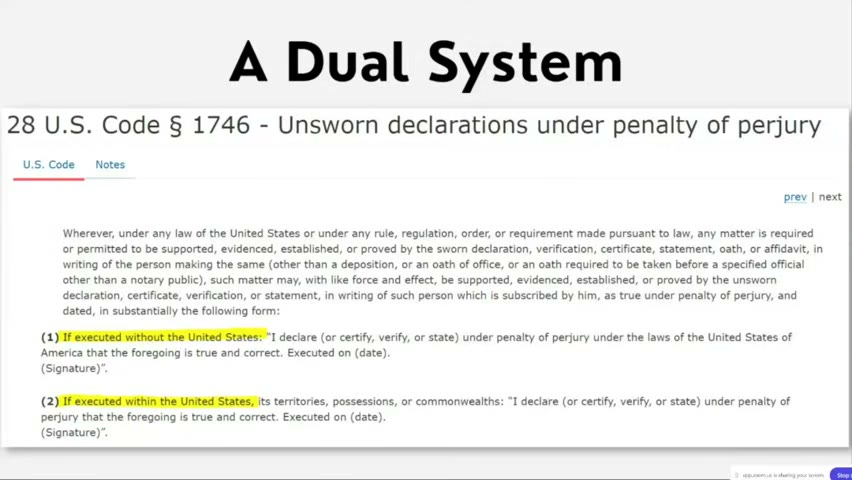 A Dual System
28 U.S. Code § 1746 - Unsworn declarations under penalty of perjury
U.S. Code Notes
prev | next
Wherever, under any law of the United States or under any rule, regulation, order, or requirement made pursuant to law, any matter is required
or permitted to be supported, evidenced, established, or proved by the sworn declaration, verification, certificate, statement, oath, or affidavit, in
writing of the person making the same (other than a deposition, or an oath of office, or an oath required to be taken before a specified official
other than a notary public), such matter may, with like force and effect, be supported, evidenced, established, or proved by the unsworn
declaration, certificate, verification, or statement, in writing of such person which is subscribed by him, as true under penalty of perjury, and
dated, in substantially the following form:
(1) If executed without the United States: "I declare (or certify, verify, or state) under penalty of perjury under the laws of the United States of
America that the foregoing is true and correct. Executed on (date).
(Signature)".
(2) If executed within the United States, its territories, possessions, or commonwealths: "I declare (or certify, verify, or state) under penalty of
perjury that the foregoing is true and correct. Executed on (date).
(Signature)".
is sharing your screen. Stop